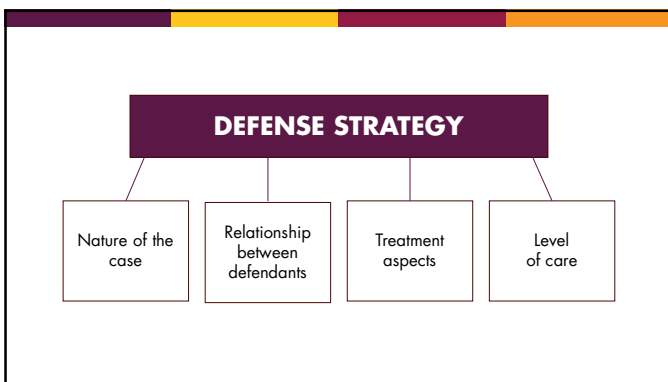 DEFENSE STRATEGY
Nature of the
case
Relationship
between
defendants
Treatment
aspects
Level
of care